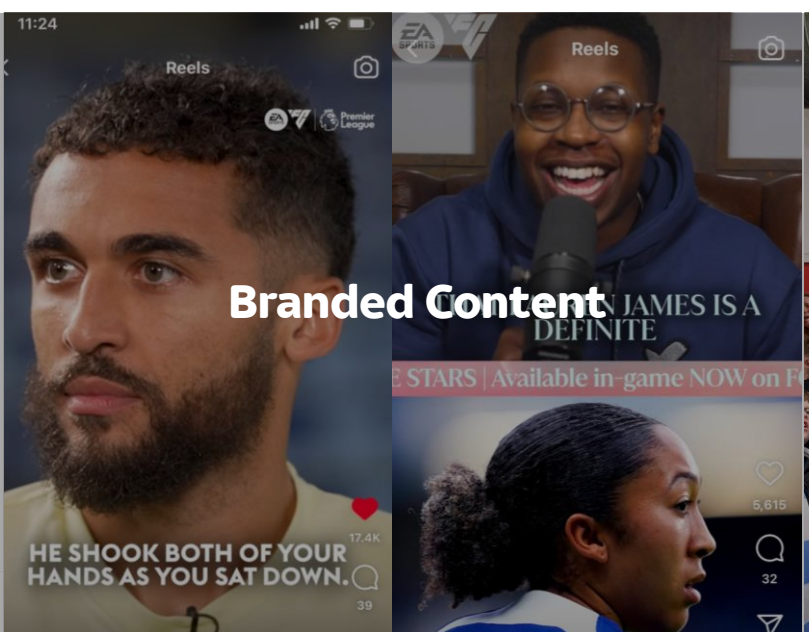 11:24
Reels
EA
Premier
League
HE SHOOK BOTH OF YOUR
HANDS AS YOU SAT DOWN.
17.4K
39
EA
SPORTS
Reels
JAMES IS A
DEFINITE
E STARS | Available in-game NOW on F
5,615
32
Branded Content